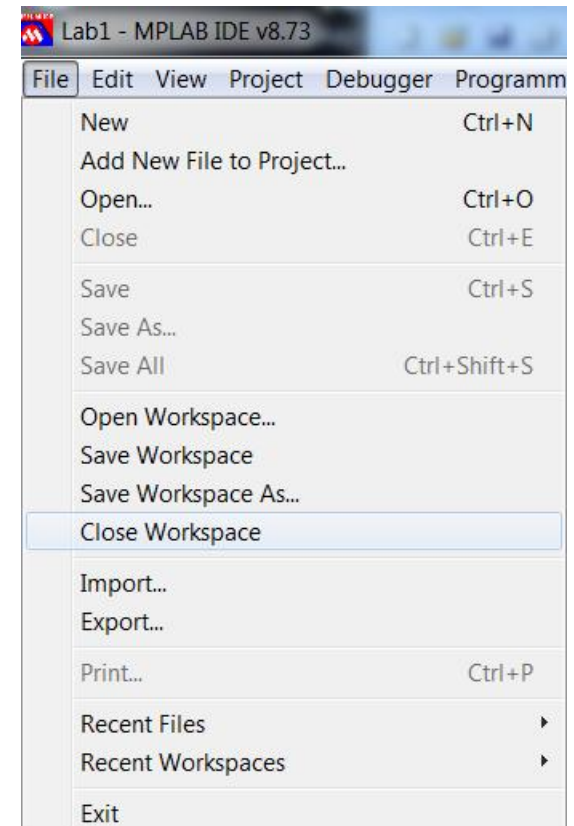 Lab1 - MPLAB IDE v8.73
File Edit View Project Debugger Programm
New Ctrl+N
Add New File to Project...
Open... Ctrl+O
Close Ctrl+E
Save Ctrl+S
Save As...
Save All Ctrl+Shift+S
Open Workspace...
Save Workspace
Save Workspace As...
Close Workspace
Import...
Export...
Print... Ctrl+P
Recent Files
Recent Workspaces
Exit